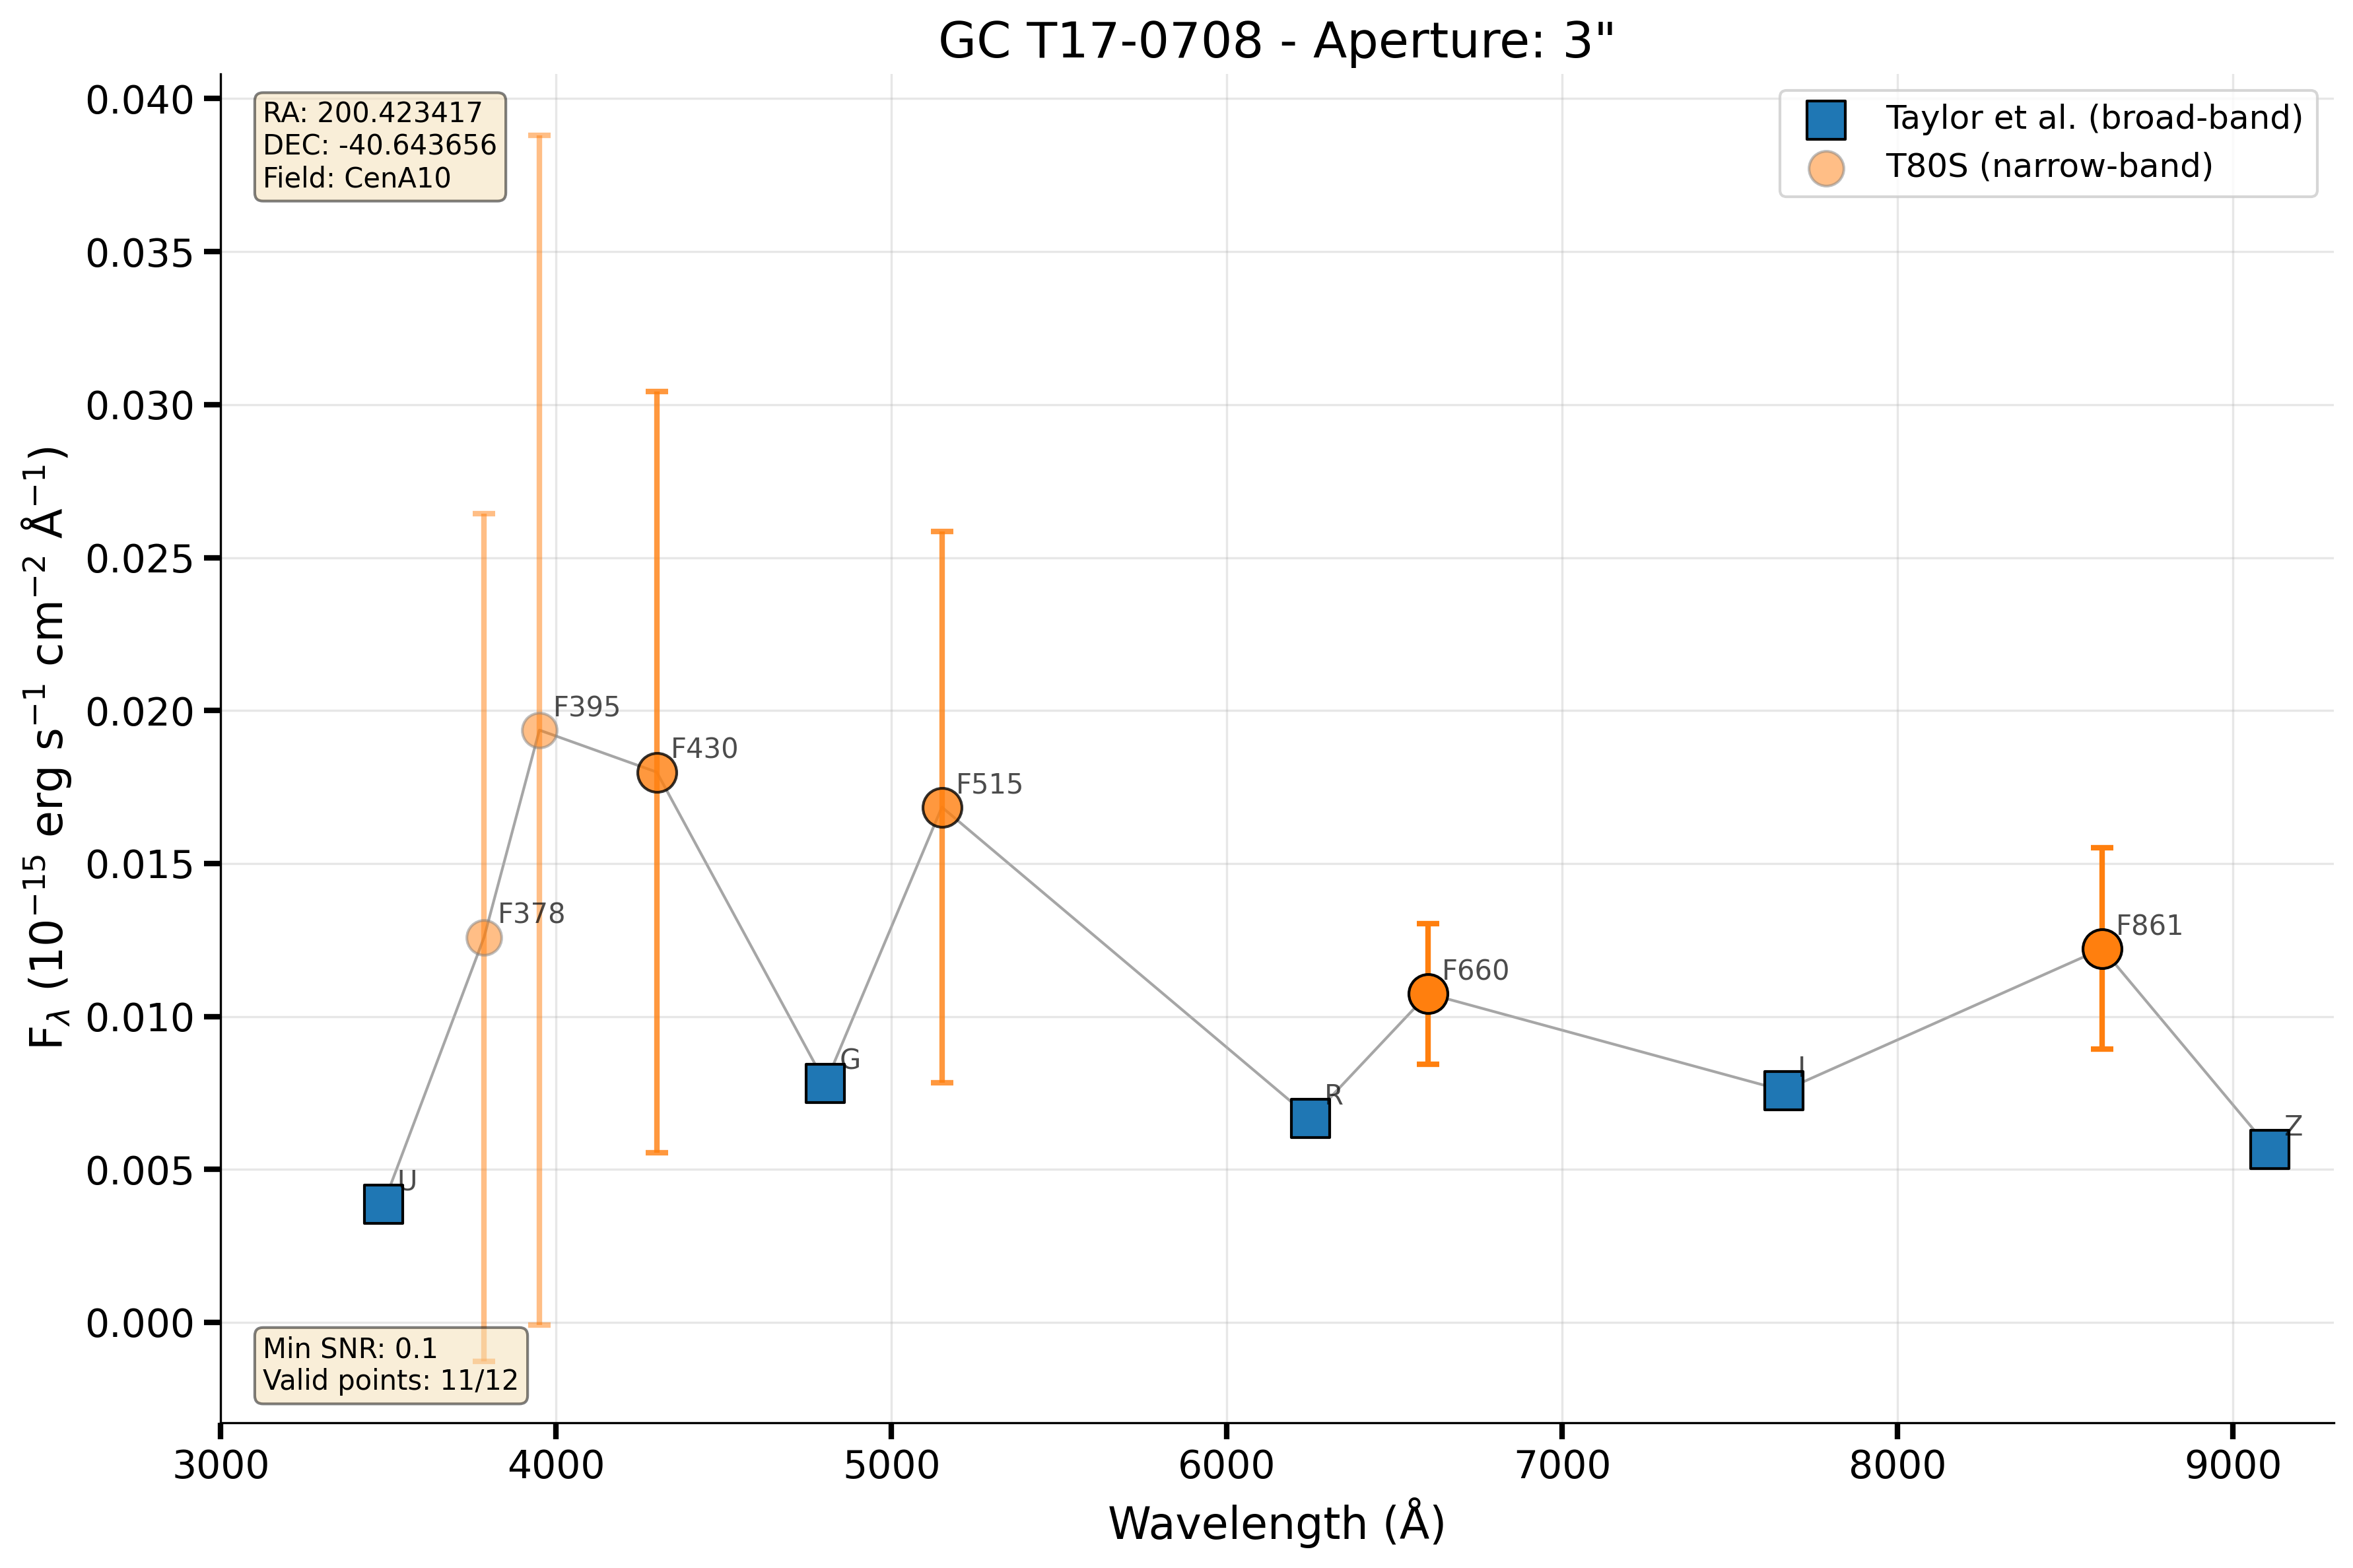 GC T17-0708 - Aperture: 3"
RA: 200.423417
DEC: -40.643656
Field: CenA10
Taylor et al. (broad-band)
T80S (narrow-band)
0.040
0.035
0.030
0.025
0.020
0.015
0.010
0.005
0.000
F_λ (10⁻¹⁵ erg s⁻¹ cm⁻² Å⁻¹)
U
F378
F395
F430
G
F515
R
F660
I
F861
Z
Min SNR: 0.1
Valid points: 11/12
3000 4000 5000 6000 7000 8000 9000
Wavelength (Å)